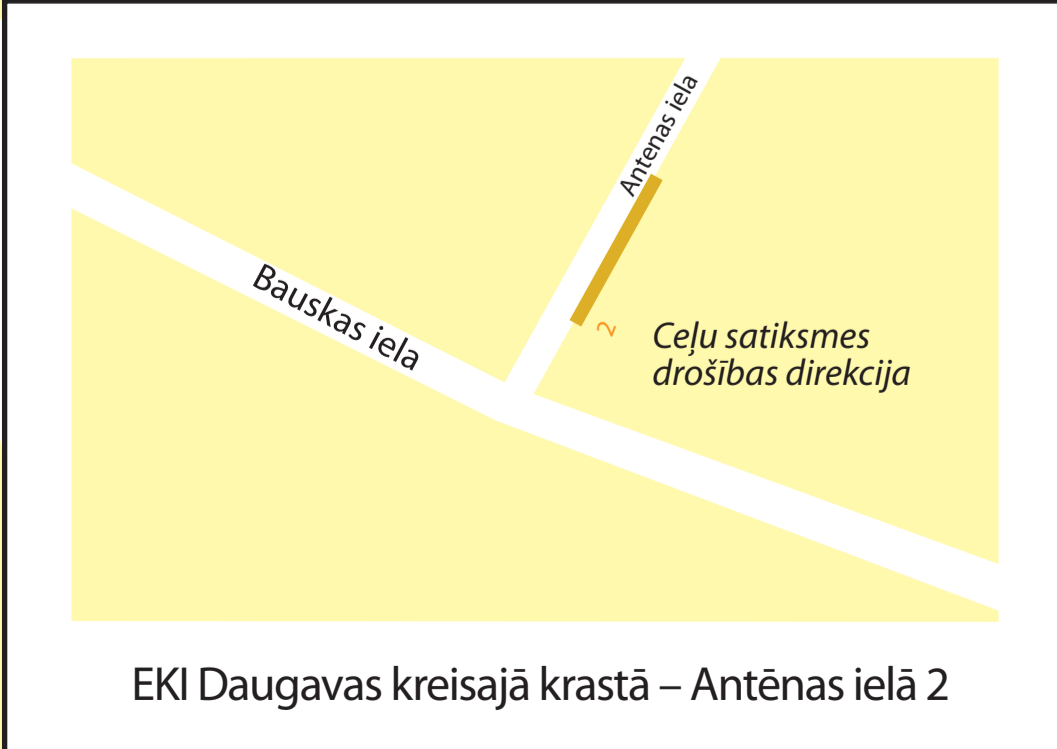 Antenas iela
Bauskas iela
2
Ceļu satiksmes
drošības direkcija
EKI Daugavas kreisajā krastā – Antēnas ielā 2